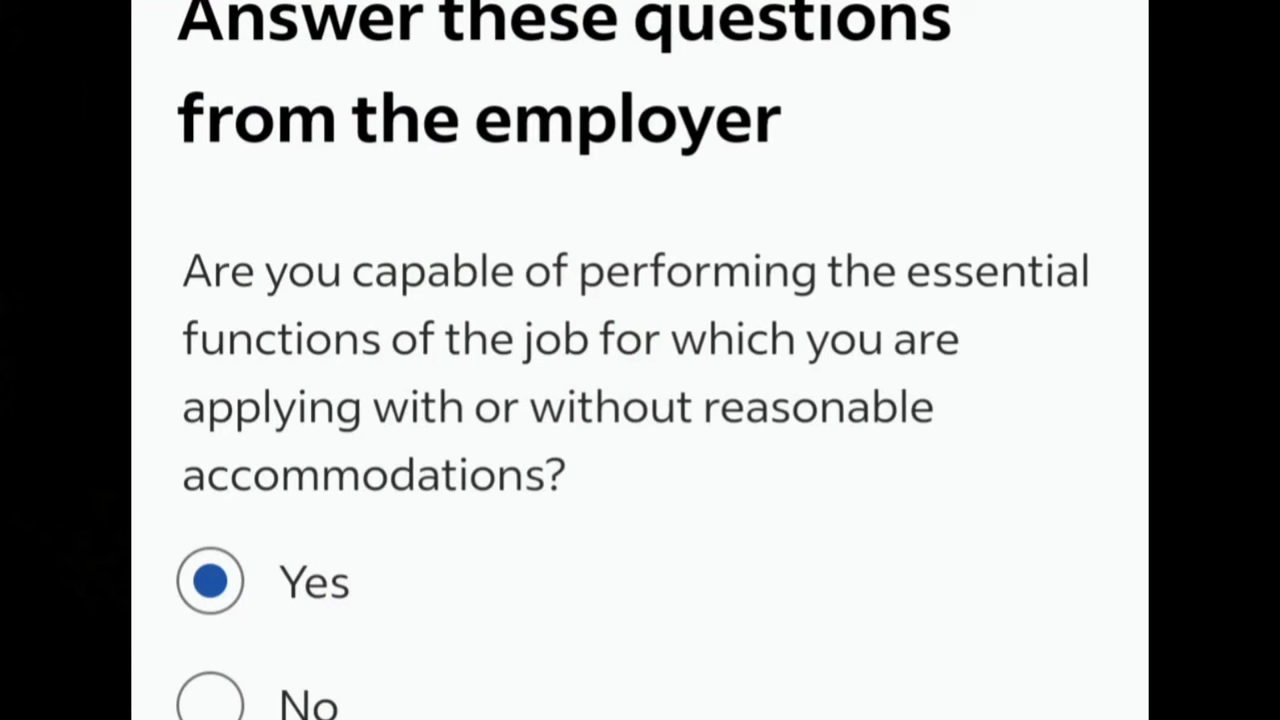 Answer these questions
from the employer
Are you capable of performing the essential
functions of the job for which you are
applying with or without reasonable
accommodations?
Yes
No